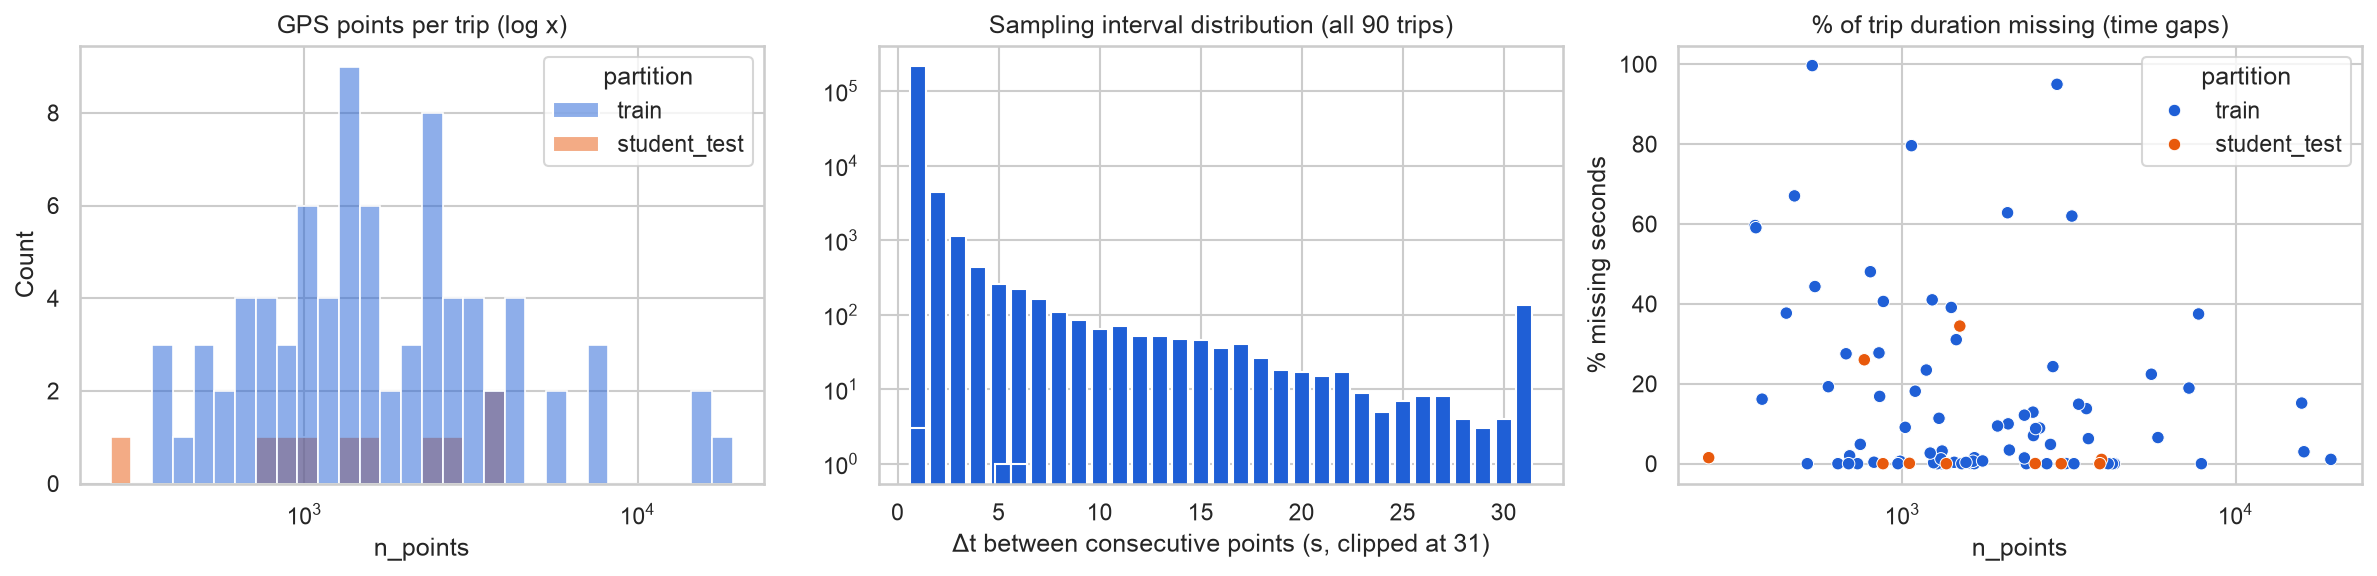 GPS points per trip (log x)
Count
8
6
4
2
0
10³
10⁴
n_points
partition
train
student_test
Sampling interval distribution (all 90 trips)
10⁵
10⁴
10³
10²
10¹
10⁰
0
5
10
15
20
25
30
Δt between consecutive points (s, clipped at 31)
% of trip duration missing (time gaps)
% missing seconds
100
80
60
40
20
0
10³
10⁴
n_points
partition
train
student_test